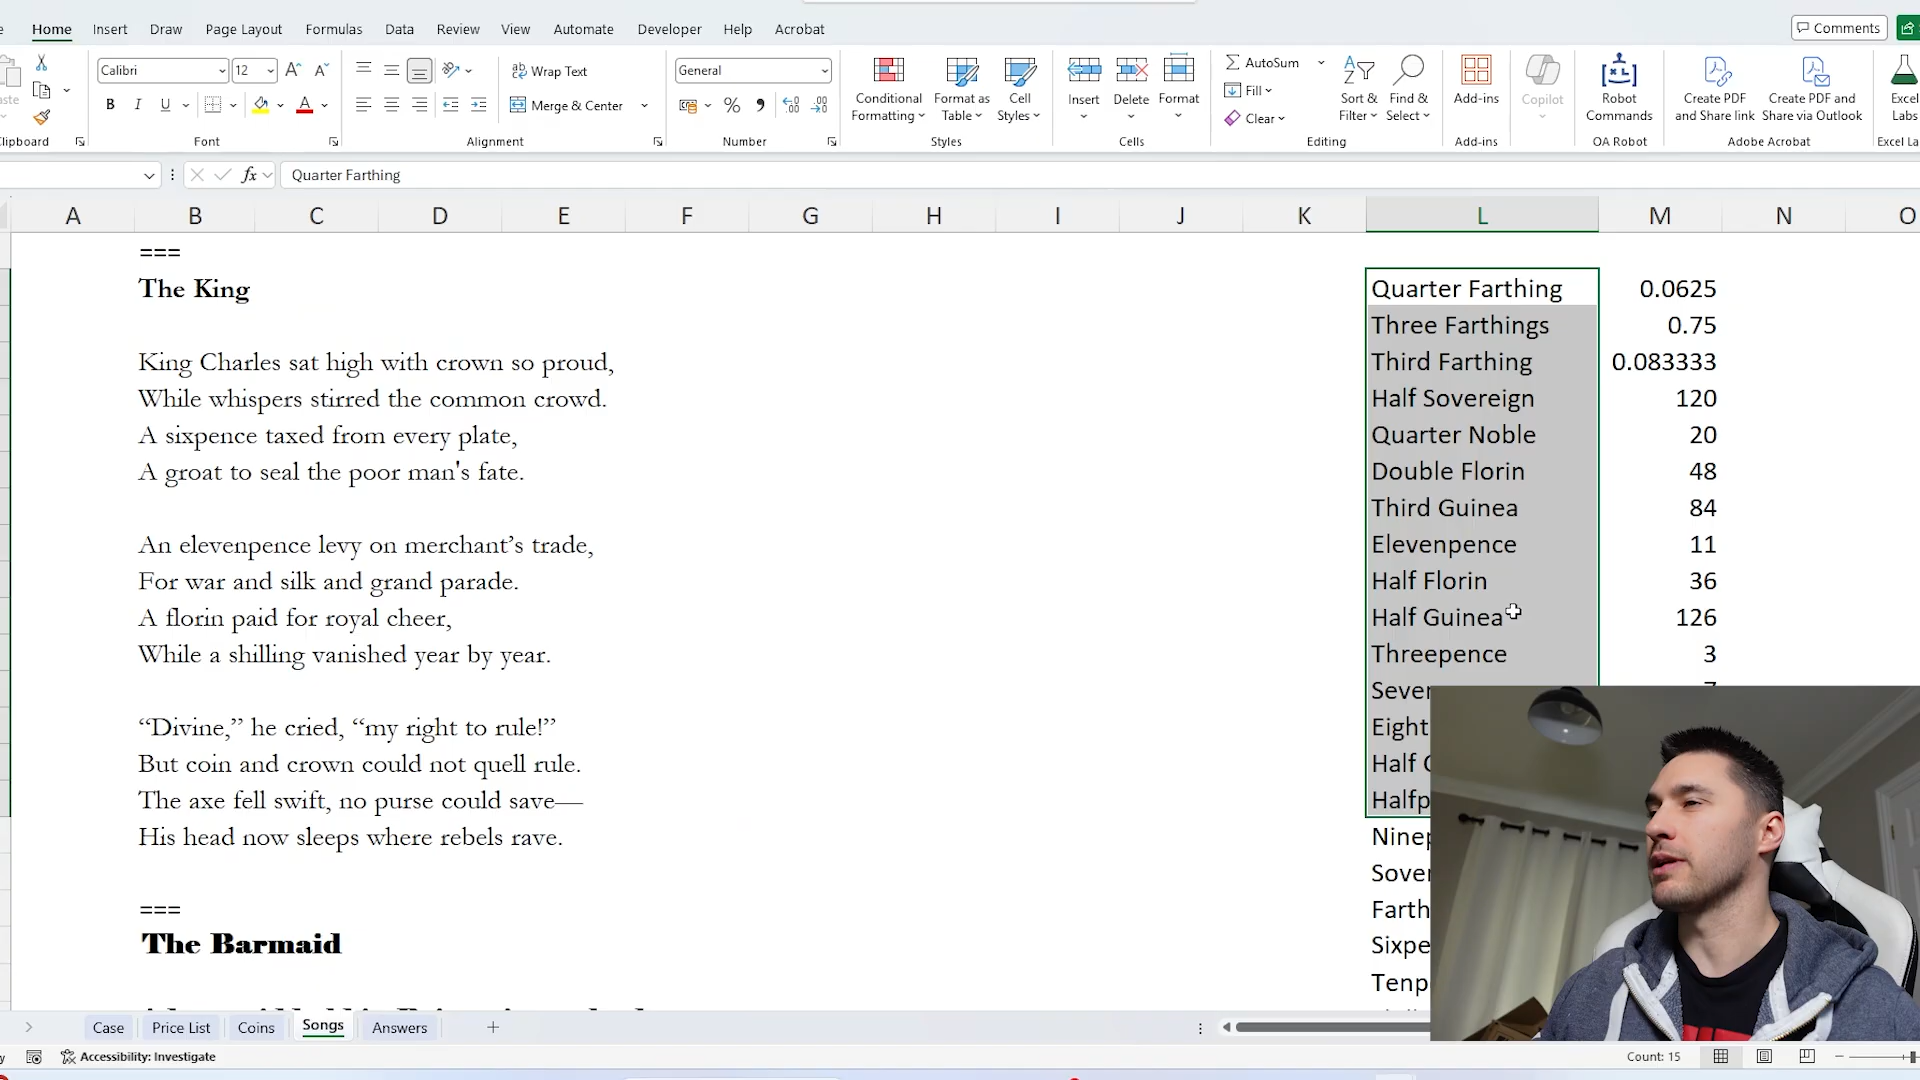 Home Insert Draw Page Layout Formulas Data Review View Automate Developer Help Acrobat
Comments
Calibri 12 Wrap Text General AutoSum
Fill
Clear
Merge & Center
B I U
Conditional Formatting
Format as Table
Cell Styles
Insert Delete Format
Sort & Filter
Find & Select
Add-ins
Copilot
Robot Commands
Create PDF and Share link
Create PDF and Share via Outlook
Excel Labs
Font Alignment Number Styles Cells Editing Add-ins OA Robot Adobe Acrobat
fx Quarter Farthing
A B C D E F G H I J K L M N O
===
The King
King Charles sat high with crown so proud,
While whispers stirred the common crowd.
A sixpence taxed from every plate,
A groat to seal the poor man's fate.
An elevenpence levy on merchant’s trade,
For war and silk and grand parade.
A florin paid for royal cheer,
While a shilling vanished year by year.
“Divine,” he cried, “my right to rule!”
But coin and crown could not quell rule.
The axe fell swift, no purse could save—
His head now sleeps where rebels rave.
===
The Barmaid
Quarter Farthing 0.0625
Three Farthings 0.75
Third Farthing 0.083333
Half Sovereign 120
Quarter Noble 20
Double Florin 48
Third Guinea 84
Elevenpence 11
Half Florin 36
Half Guinea 126
Threepence 3
Case Price List Coins Songs Answers
Accessibility: Investigate
Count: 15